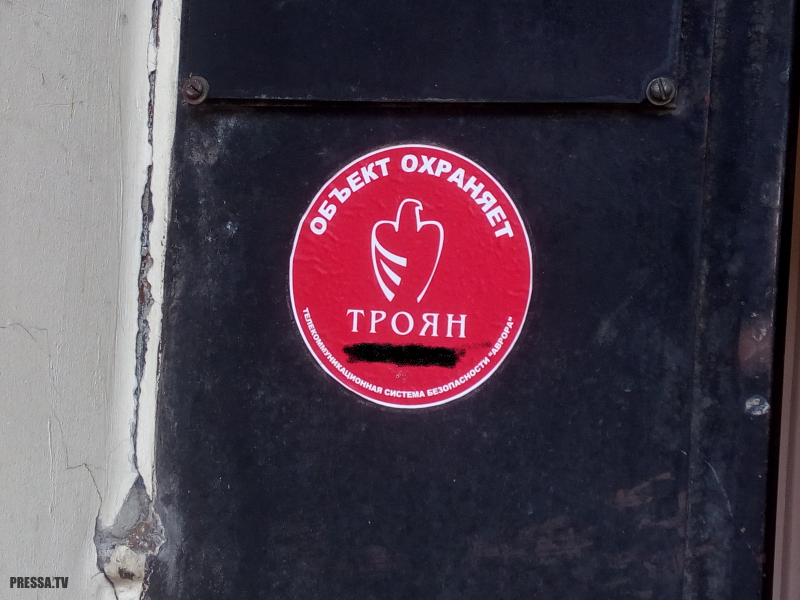 ОБЪЕКТ ОХРАНЯЕТ
ТРОЯН
ТЕЛЕКОММУНИКАЦИОННАЯ СИСТЕМА БЕЗОПАСНОСТИ "АВРОРА"
PRESSA.TV